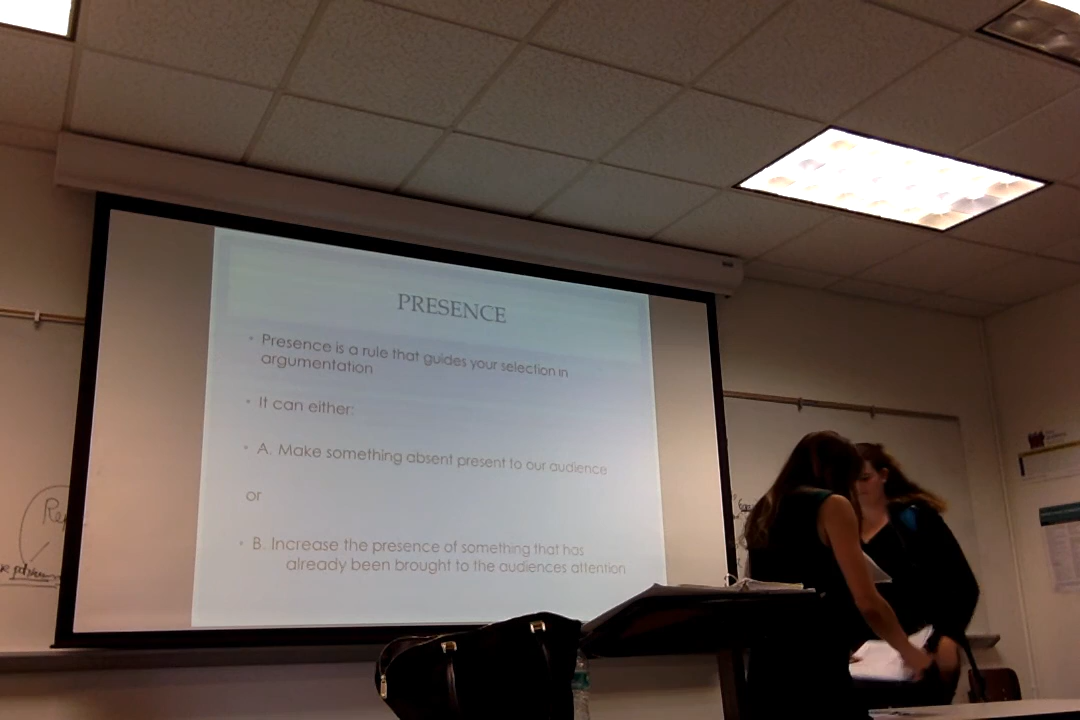 PRESENCE
• Presence is a rule that guides your selection in
argumentation
• It can either:
• A. Make something absent present to our audience
or
• B. Increase the presence of something that has
already been brought to the audiences attention